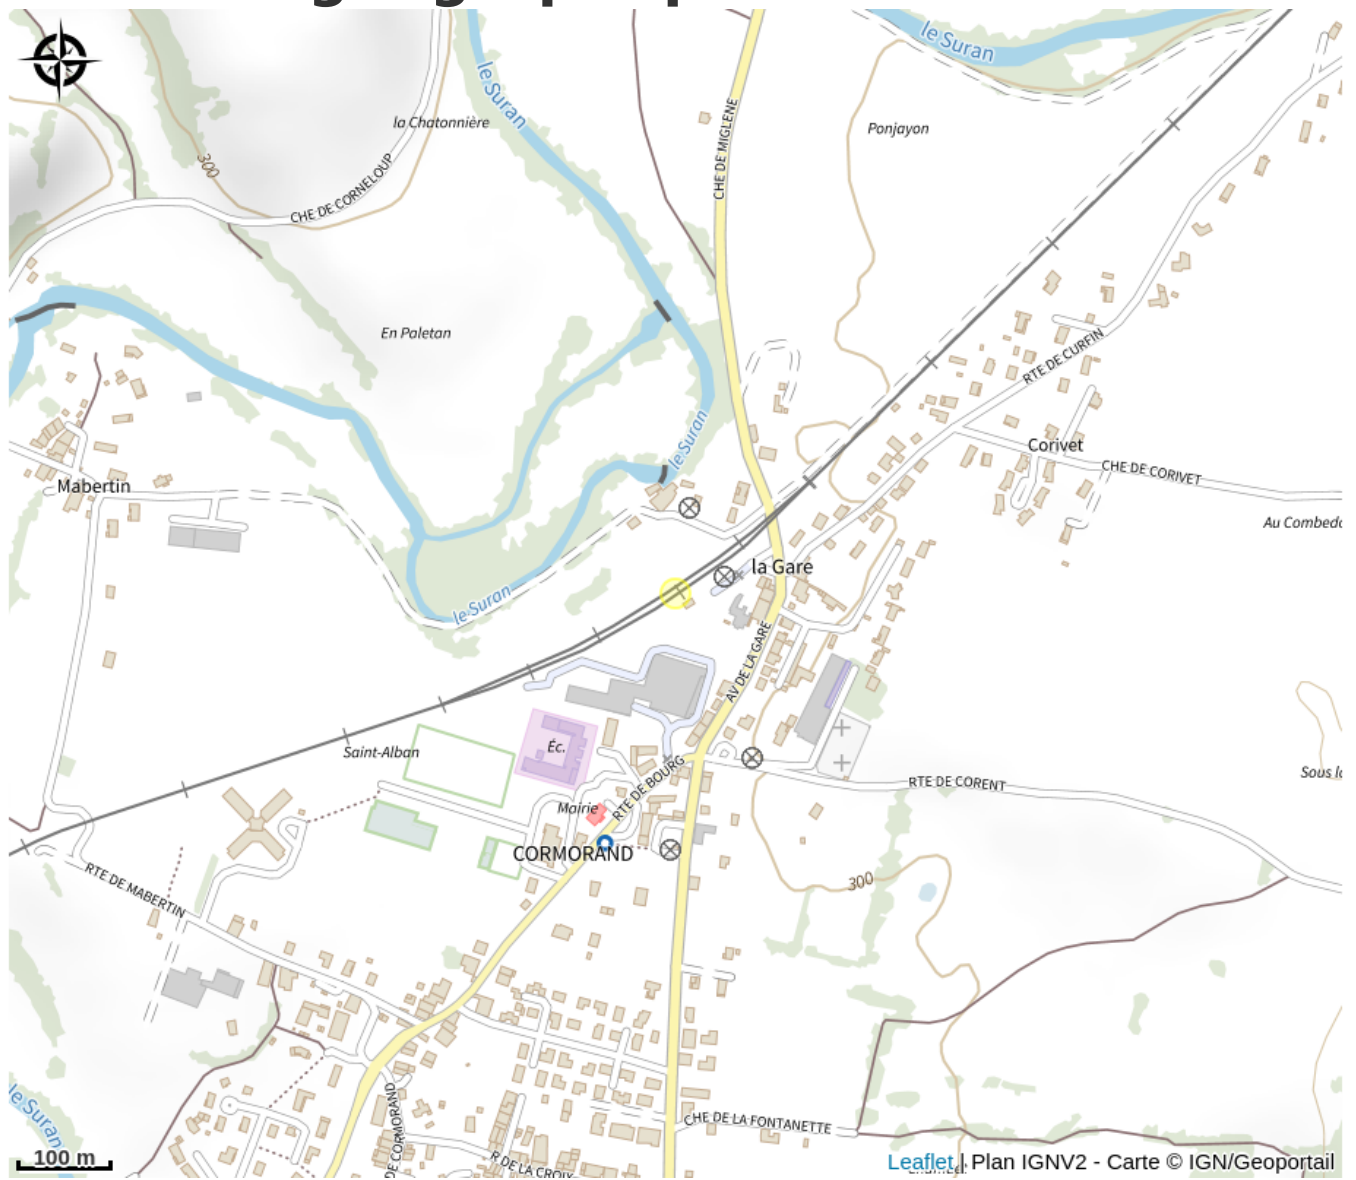 le Suran
le Suran
la Chatonnière
CHE DE MIGLENE
Ponjayon
300
CHE DE CORNELOUP
En Paletan
RTE DE CURFIN
le Suran
Corivet
CHE DE CORIVET
Mabertin
Au Combedo
la Gare
le Suran
AV DE LA GARE
Saint-Alban
Éc.
RTE DE BOURG
RTE DE CORENT
Sous la
Mairie
CORMORAND
RTE DE MABERTIN
300
le Suran
DE CORMORAND
CHE DE LA FONTANETTE
R DE LA CROIX
100 m
Leaflet | Plan IGNV2 - Carte © IGN/Geoportail